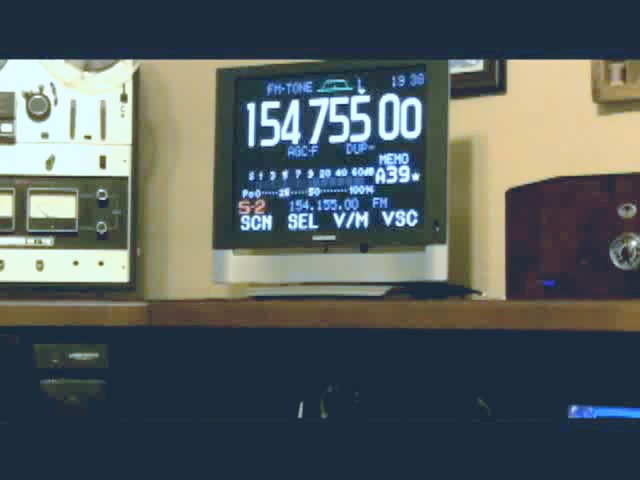 FM-TONE 19 38
154 755 00
AGC-F DUP-
MEMO
S 1 3 5 7 9 20 40 60dB A39★
Po0 25 50 100%
S-2 154.155.00 FM
SCN SEL V/M VSC